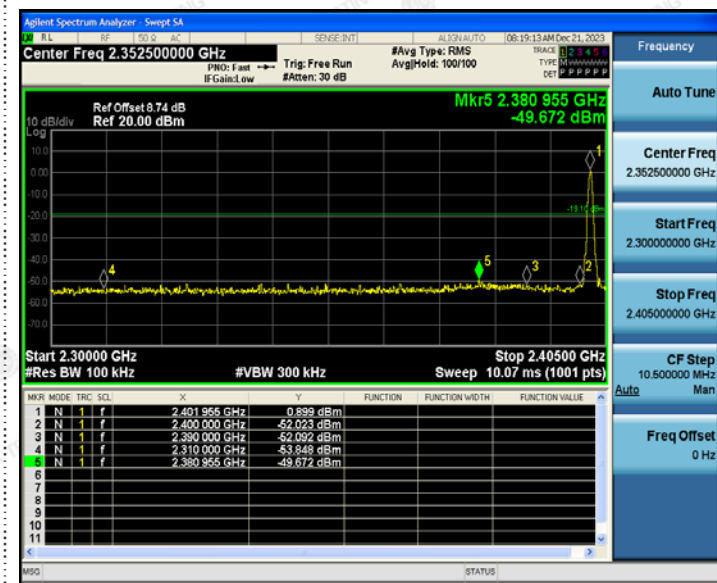 Agilent Spectrum Analyzer - Swept SA
RL RF 50 Ω AC SENSE:INT ALIGNAUTO 08:19:13 AM Dec 21, 2023
Center Freq 2.352500000 GHz #Avg Type: RMS TRACE 1 2 3 4 5 6
PNO: Fast Trig: Free Run Avg|Hold: 100/100 TYPE M
IFGain:Low #Atten: 30 dB DET P P P P P P
Frequency
Auto Tune
Center Freq
2.352500000 GHz
Start Freq
2.300000000 GHz
Stop Freq
2.405000000 GHz
CF Step
10.500000 MHz
Auto Man
Freq Offset
0 Hz
Ref Offset 8.74 dB Mkr5 2.380 955 GHz
10 dB/div Ref 20.00 dBm -49.672 dBm
Log
10.0
0.00
-10.0
-20.0
-30.0
-40.0
-50.0
-60.0
-70.0
-19.10 dBm
1
4
5
3
2
Start 2.30000 GHz Stop 2.40500 GHz
#Res BW 100 kHz #VBW 300 kHz Sweep 10.07 ms (1001 pts)
MKR MODE TRC SCL X Y FUNCTION FUNCTION WIDTH FUNCTION VALUE
1 N 1 f 2.401 955 GHz 0.899 dBm
2 N 1 f 2.400 000 GHz -52.023 dBm
3 N 1 f 2.390 000 GHz -52.092 dBm
4 N 1 f 2.310 000 GHz -53.848 dBm
5 N 1 f 2.380 955 GHz -49.672 dBm
6
7
8
9
10
11
MSG STATUS